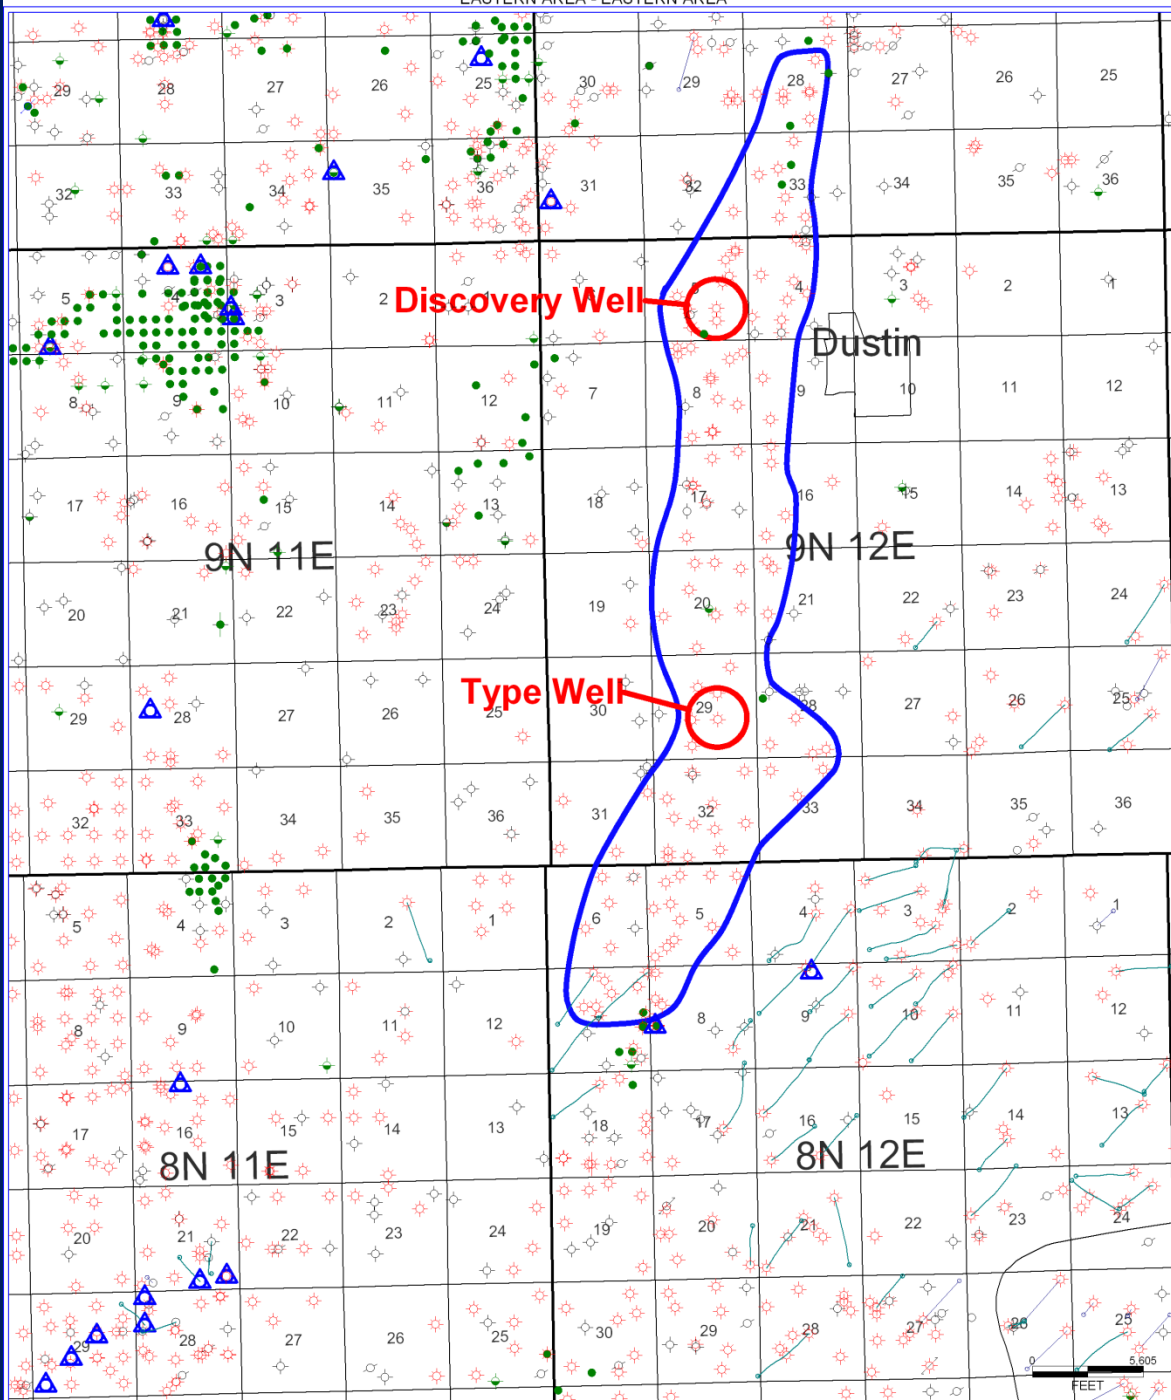 EASTERN AREA - EASTERN AREA
29 28 27 26 25 30 29 28 27 26 25
32 33 34 35 36 31 32 33 34 35 36
5 4 3 2 1 5 4 3 2 1
Discovery Well
Dustin
8 9 10 11 12 7 8 9 10 11 12
17 16 15 14 13 18 17 16 15 14 13
9N 11E 9N 12E
20 21 22 23 24 19 20 21 22 23 24
Type Well
29 28 27 26 25 30 29 28 27 26 25
32 33 34 35 36 31 32 33 34 35 36
5 4 3 2 1 6 5 4 3 2 1
8 9 10 11 12 8 9 10 11 12
17 16 15 14 13 18 17 16 15 14 13
8N 11E 8N 12E
20 21 22 23 24 19 20 21 22 23 24
29 28 27 26 25 30 29 28 27 26 25
0 5,605
FEET